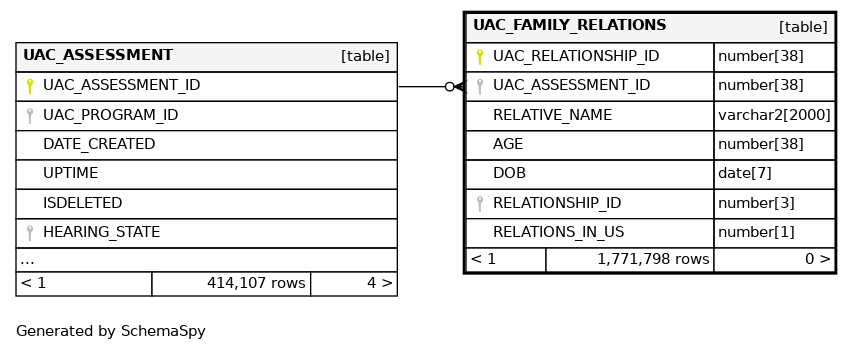 UAC_ASSESSMENT [table]
UAC_ASSESSMENT_ID
UAC_PROGRAM_ID
DATE_CREATED
UPTIME
ISDELETED
HEARING_STATE
...
< 1 414,107 rows 4 >
UAC_FAMILY_RELATIONS [table]
UAC_RELATIONSHIP_ID number[38]
UAC_ASSESSMENT_ID number[38]
RELATIVE_NAME varchar2[2000]
AGE number[38]
DOB date[7]
RELATIONSHIP_ID number[3]
RELATIONS_IN_US number[1]
< 1 1,771,798 rows 0 >
Generated by SchemaSpy